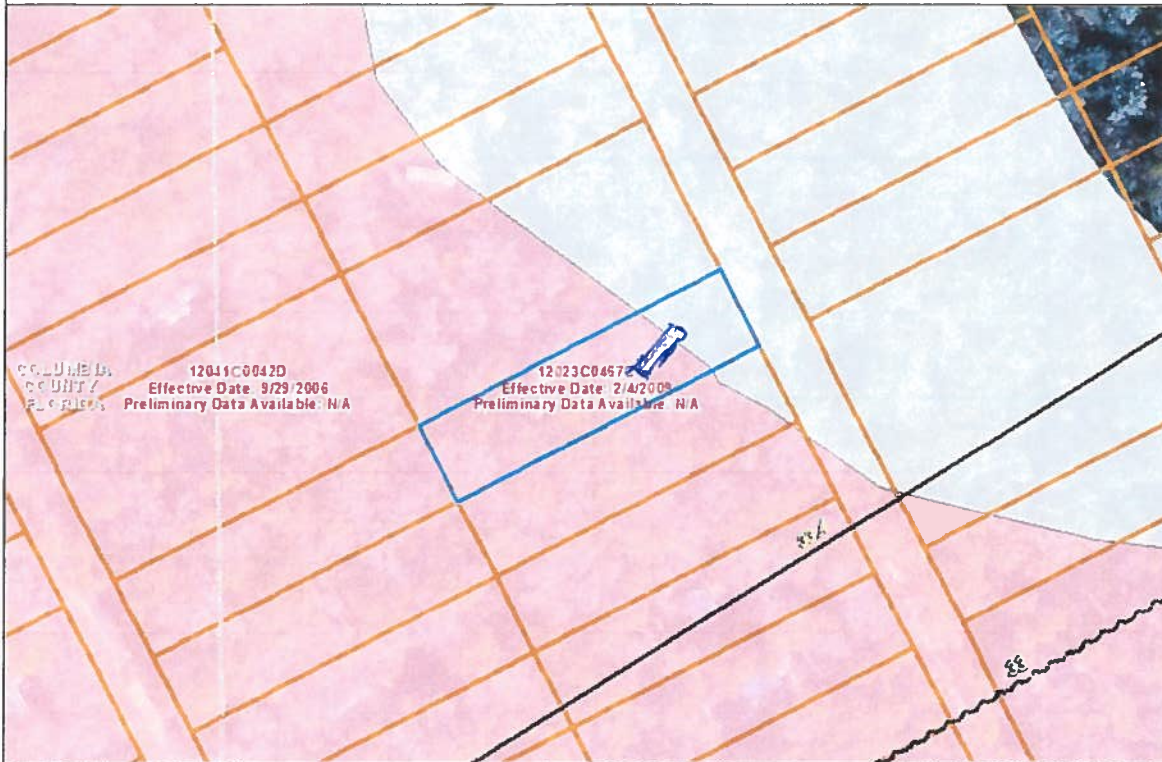 COLUMBIA
COUNTY
FLORIDA
12041C0042D
Effective Date: 9/29/2006
Preliminary Data Available: N/A
Effective Date: 2/4/2009
Preliminary Data Available: N/A
33